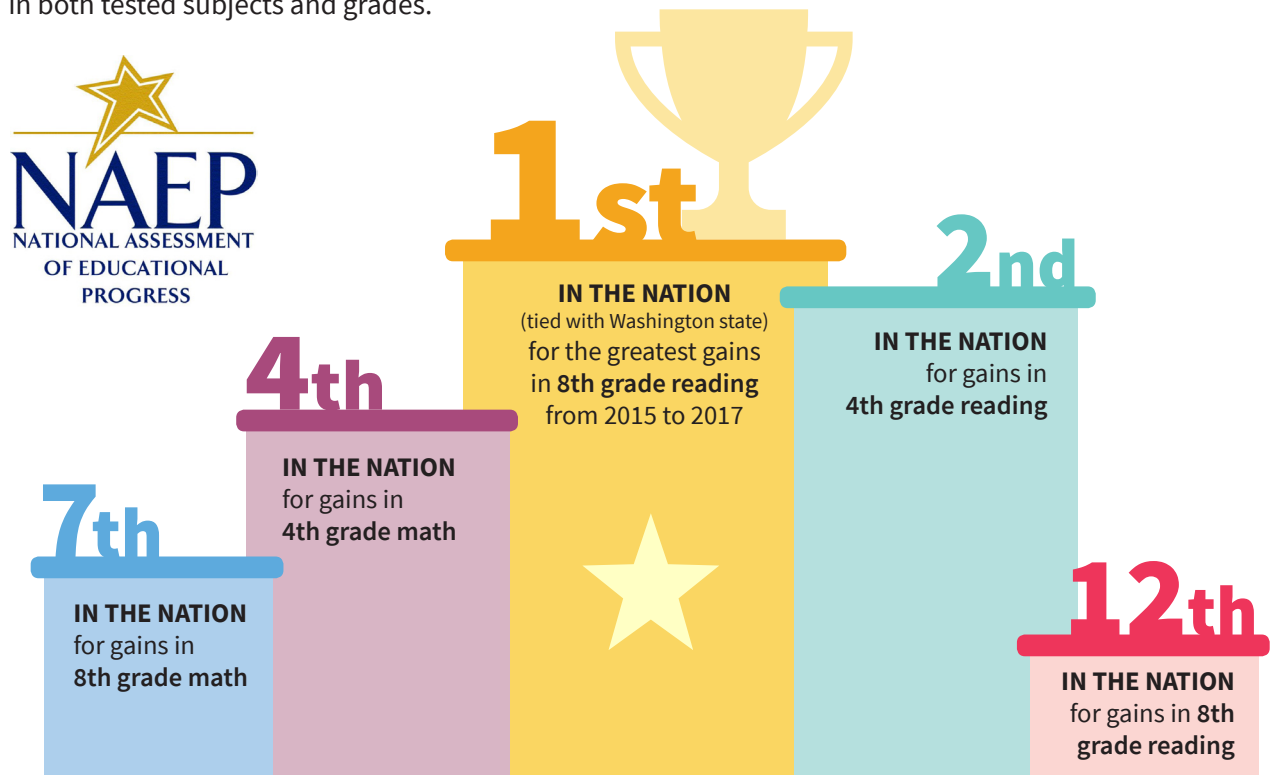 in both tested subjects and grades.
NAEP
NATIONAL ASSESSMENT
OF EDUCATIONAL
PROGRESS
7th
IN THE NATION
for gains in
8th grade math
4th
IN THE NATION
for gains in
4th grade math
1st
IN THE NATION
(tied with Washington state)
for the greatest gains
in 8th grade reading
from 2015 to 2017
2nd
IN THE NATION
for gains in
4th grade reading
12th
IN THE NATION
for gains in 8th
grade reading